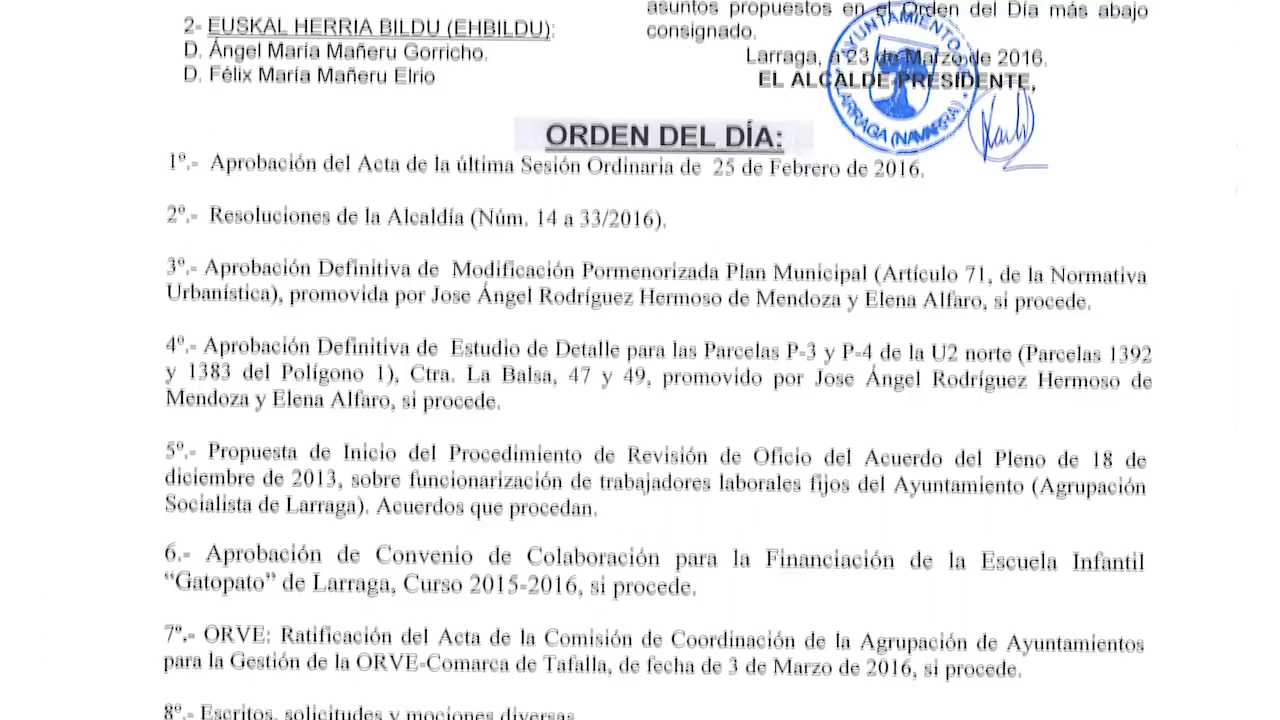 2- EUSKAL HERRIA BILDU (EHBILDU):
D. Ángel María Mañeru Gorricho.
D. Félix María Mañeru Elrio
asuntos propuestos en el Orden del Día más abajo
consignado.
Larraga, a 23 de Marzo de 2016.
EL ALCALDE-PRESIDENTE,
AYUNTAMIENTO DE LARRAGA (NAVARRA)
ORDEN DEL DÍA:
1º.- Aprobación del Acta de la última Sesión Ordinaria de 25 de Febrero de 2016.
2º.- Resoluciones de la Alcaldía (Núm. 14 a 33/2016).
3º.- Aprobación Definitiva de Modificación Pormenorizada Plan Municipal (Artículo 71, de la Normativa
Urbanística), promovida por Jose Ángel Rodríguez Hermoso de Mendoza y Elena Alfaro, si procede.
4º.- Aprobación Definitiva de Estudio de Detalle para las Parcelas P-3 y P-4 de la U2 norte (Parcelas 1392
y 1383 del Polígono 1), Ctra. La Balsa, 47 y 49, promovido por Jose Ángel Rodríguez Hermoso de
Mendoza y Elena Alfaro, si procede.
5º.- Propuesta de Inicio del Procedimiento de Revisión de Oficio del Acuerdo del Pleno de 18 de
diciembre de 2013, sobre funcionarización de trabajadores laborales fijos del Ayuntamiento (Agrupación
Socialista de Larraga). Acuerdos que procedan.
6.- Aprobación de Convenio de Colaboración para la Financiación de la Escuela Infantil
“Gatopato” de Larraga, Curso 2015-2016, si procede.
7º.- ORVE: Ratificación del Acta de la Comisión de Coordinación de la Agrupación de Ayuntamientos
para la Gestión de la ORVE-Comarca de Tafalla, de fecha de 3 de Marzo de 2016, si procede.
8º.- Escritos, solicitudes y mociones diversas.